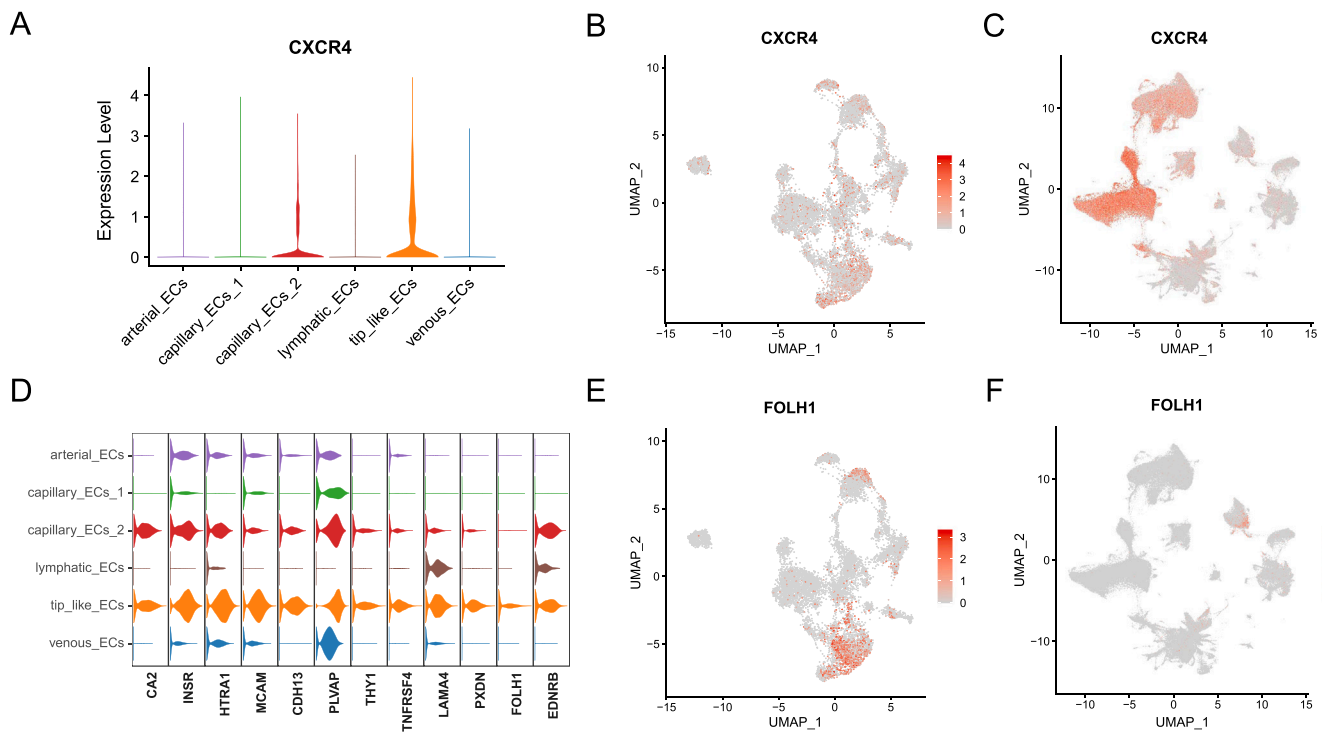 A
CXCR4
Expression Level
4
3
2
1
0
arterial_ECs
capillary_ECs_1
capillary_ECs_2
lymphatic_ECs
tip_like_ECs
venous_ECs
B
CXCR4
UMAP_2
10
5
0
−5
−15
−10
−5
0
5
UMAP_1
4
3
2
1
0
C
CXCR4
UMAP_2
10
0
−10
−10
−5
0
5
10
15
UMAP_1
D
arterial_ECs
capillary_ECs_1
capillary_ECs_2
lymphatic_ECs
tip_like_ECs
venous_ECs
CA2
INSR
HTRA1
MCAM
CDH13
PLVAP
THY1
TNFRSF4
LAMA4
PXDN
FOLH1
EDNRB
E
FOLH1
UMAP_2
10
5
0
−5
−15
−10
−5
0
5
UMAP_1
3
2
1
0
F
FOLH1
UMAP_2
10
0
−10
−10
−5
0
5
10
15
UMAP_1